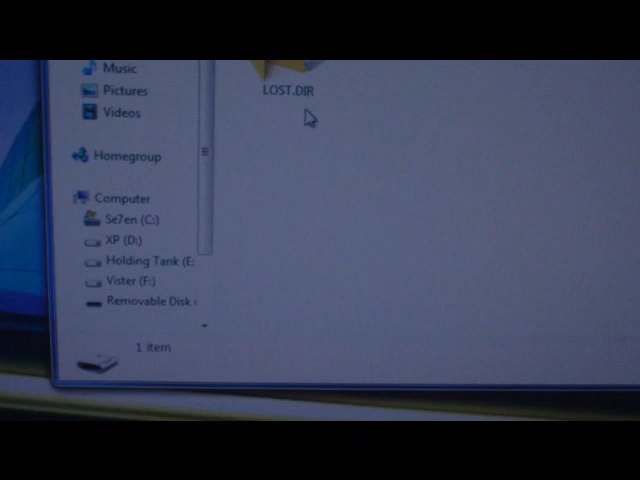 Music
LOST.DIR
Pictures
Videos
Homegroup
Computer
Se7en (C:)
XP (D:)
Holding Tank (E:
Vister (F:)
Removable Disk
1 item